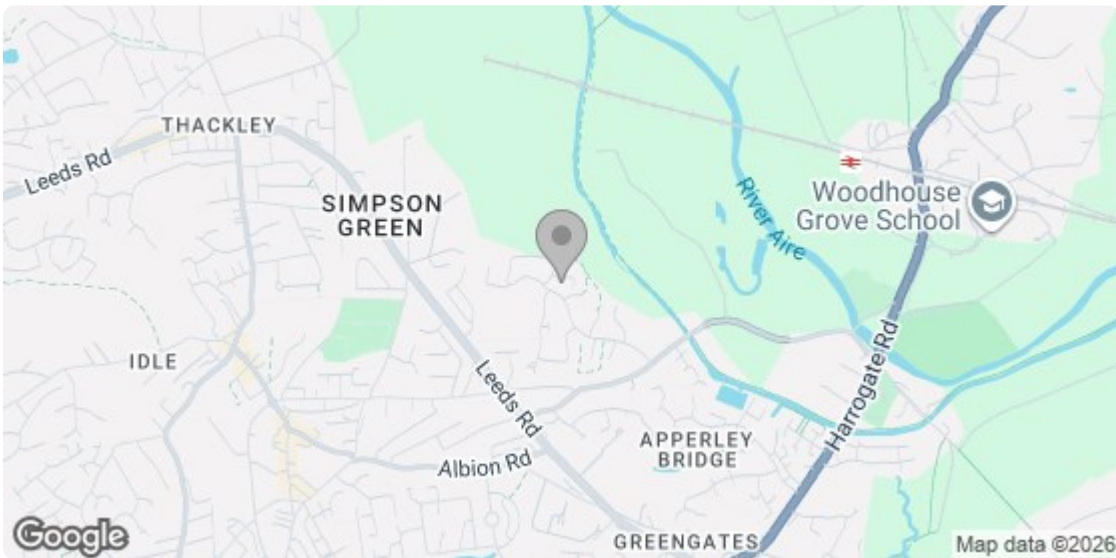 THACKLEY
Leeds Rd
SIMPSON
GREEN
Woodhouse
Grove School
River Aire
IDLE
Leeds Rd
Harrogate Rd
APPERLEY
BRIDGE
Albion Rd
GREENGATES
Google
Map data ©2026